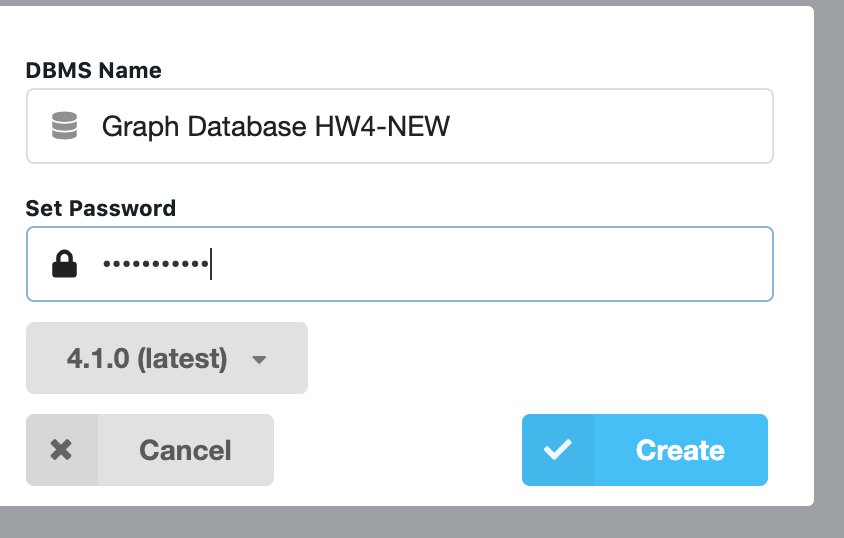 DBMS Name
Graph Database HW4-NEW
Set Password
•••••••••••
4.1.0 (latest)
Cancel
Create